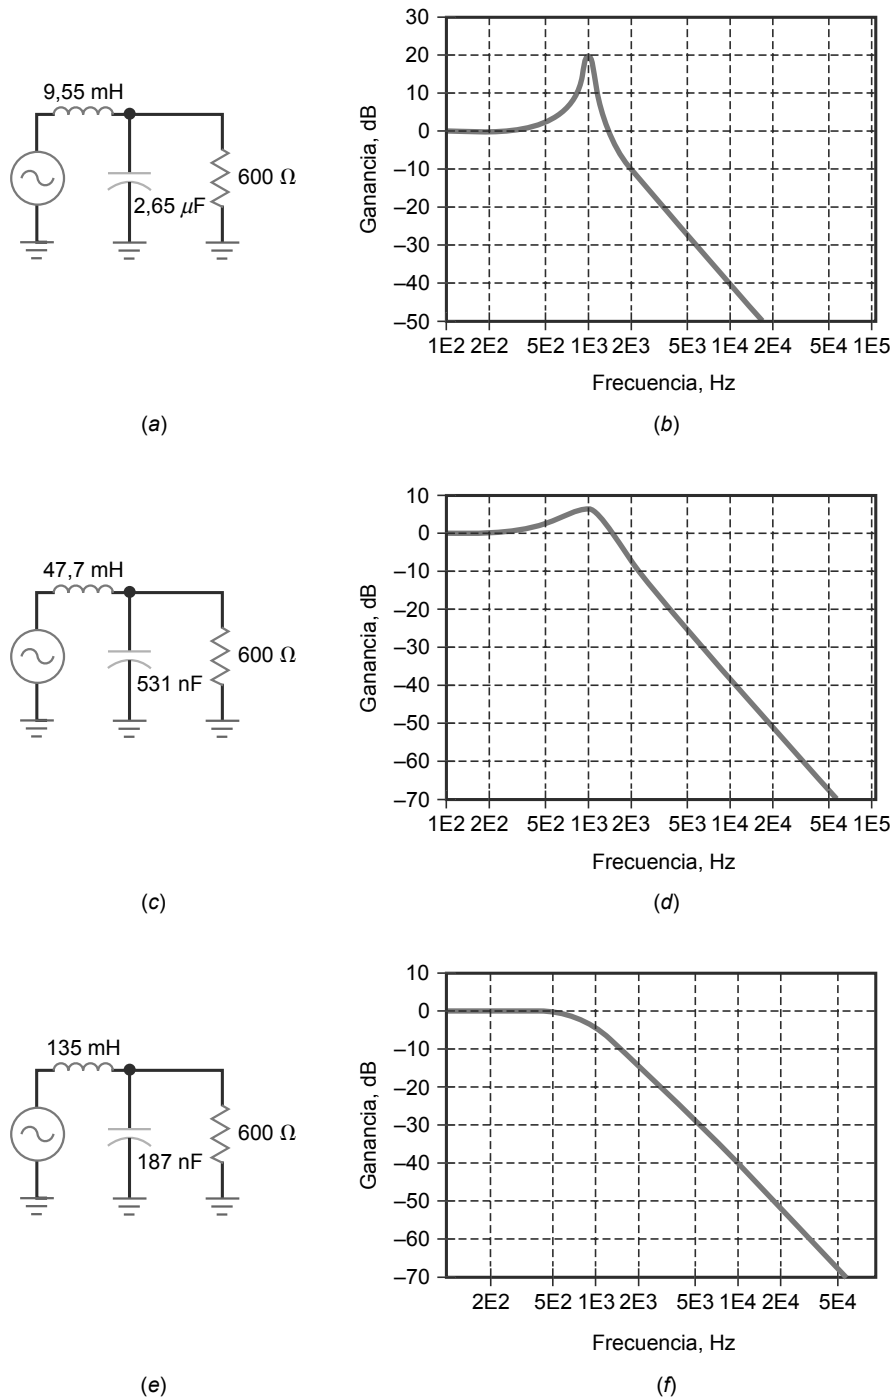 9,55 mH
2,65 μF
600 Ω
(a)
Ganancia, dB
30
20
10
0
–10
–20
–30
–40
–50
1E2 2E2 5E2 1E3 2E3 5E3 1E4 2E4 5E4 1E5
Frecuencia, Hz
(b)
47,7 mH
531 nF
600 Ω
(c)
Ganancia, dB
10
0
–10
–20
–30
–40
–50
–60
–70
1E2 2E2 5E2 1E3 2E3 5E3 1E4 2E4 5E4 1E5
Frecuencia, Hz
(d)
135 mH
187 nF
600 Ω
(e)
Ganancia, dB
10
0
–10
–20
–30
–40
–50
–60
–70
2E2 5E2 1E3 2E3 5E3 1E4 2E4 5E4
Frecuencia, Hz
(f)